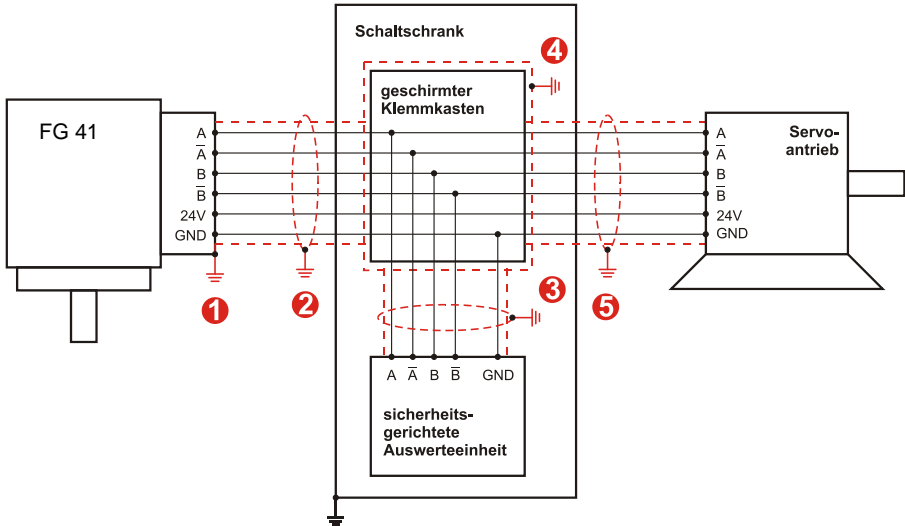 Schaltschrank
4
geschirmter
Klemmkasten
FG 41
A
A̅
B
B̅
24V
GND
Servo-
antrieb
A
A̅
B
B̅
24V
GND
1
2
3
5
A A̅ B B̅ GND
sicherheits-
gerichtete
Auswerteeinheit